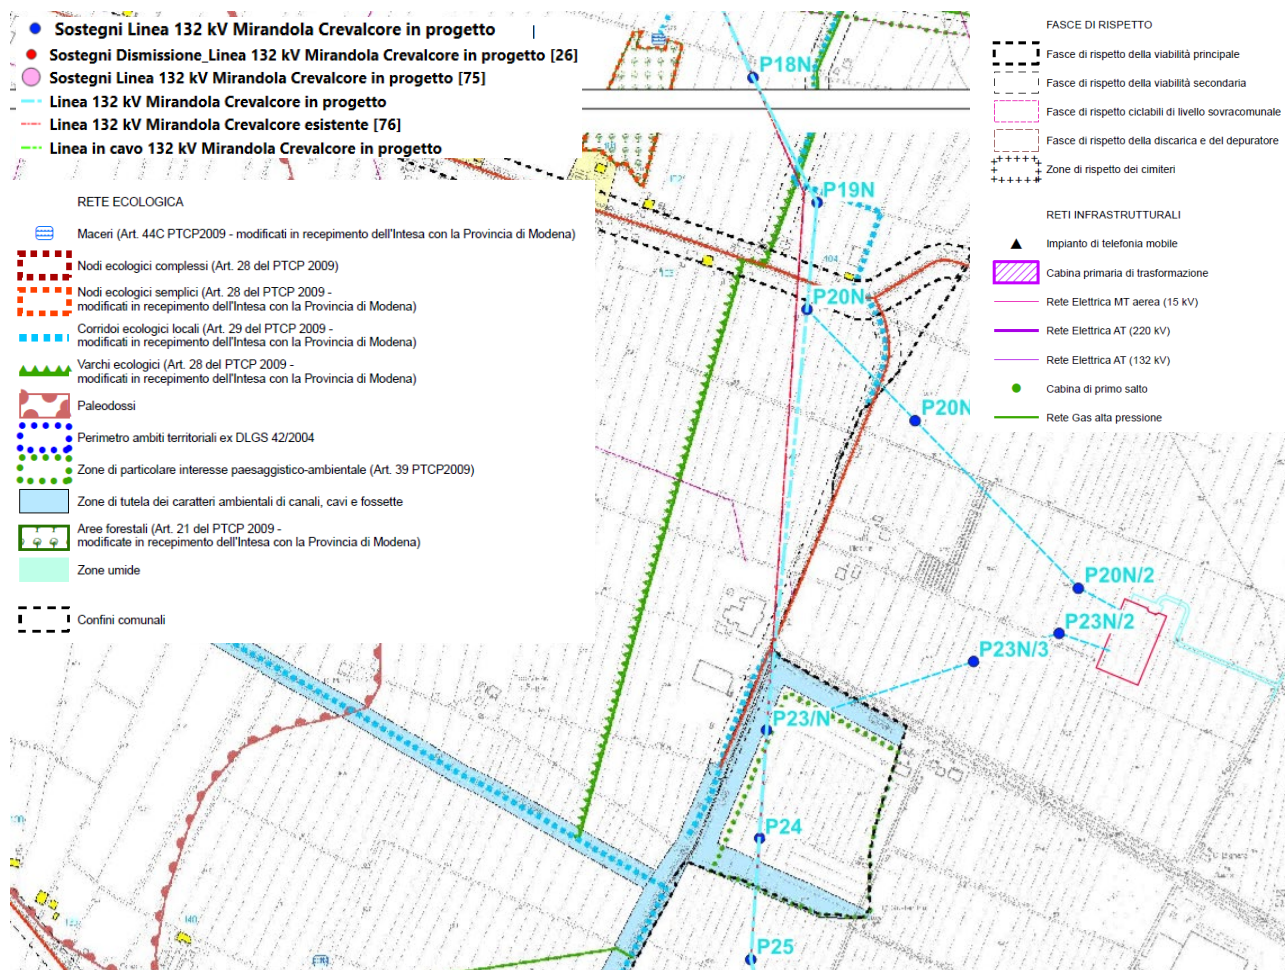 Sostegni Linea 132 kV Mirandola Crevalcore in progetto
Sostegni Dismissione_Linea 132 kV Mirandola Crevalcore in progetto [26]
Sostegni Linea 132 kV Mirandola Crevalcore in progetto [75]
Linea 132 kV Mirandola Crevalcore in progetto
Linea 132 kV Mirandola Crevalcore esistente [76]
Linea in cavo 132 kV Mirandola Crevalcore in progetto
RETE ECOLOGICA
Maceri (Art. 44C PTCP2009 - modificati in recepimento dell'Intesa con la Provincia di Modena)
Nodi ecologici complessi (Art. 28 del PTCP 2009)
Nodi ecologici semplici (Art. 28 del PTCP 2009 -
modificati in recepimento dell'Intesa con la Provincia di Modena)
Corridoi ecologici locali (Art. 29 del PTCP 2009 -
modificati in recepimento dell'Intesa con la Provincia di Modena)
Varchi ecologici (Art. 28 del PTCP 2009 -
modificati in recepimento dell'Intesa con la Provincia di Modena)
Paleodossi
Perimetro ambiti territoriali ex DLGS 42/2004
Zone di particolare interesse paesaggistico-ambientale (Art. 39 PTCP2009)
Zone di tutela dei caratteri ambientali di canali, cavi e fossette
Aree forestali (Art. 21 del PTCP 2009 -
modificate in recepimento dell'Intesa con la Provincia di Modena)
Zone umide
Confini comunali
FASCE DI RISPETTO
Fasce di rispetto della viabilità principale
Fasce di rispetto della viabilità secondaria
Fasce di rispetto ciclabili di livello sovracomunale
Fasce di rispetto della discarica e del depuratore
Zone di rispetto dei cimiteri
RETI INFRASTRUTTURALI
Impianto di telefonia mobile
Cabina primaria di trasformazione
Rete Elettrica MT aerea (15 kV)
Rete Elettrica AT (220 kV)
Rete Elettrica AT (132 kV)
Cabina di primo salto
Rete Gas alta pressione
P18N
P19N
P20N
P20N
P20N/2
P23N/2
P23N/3
P23/N
P24
P25